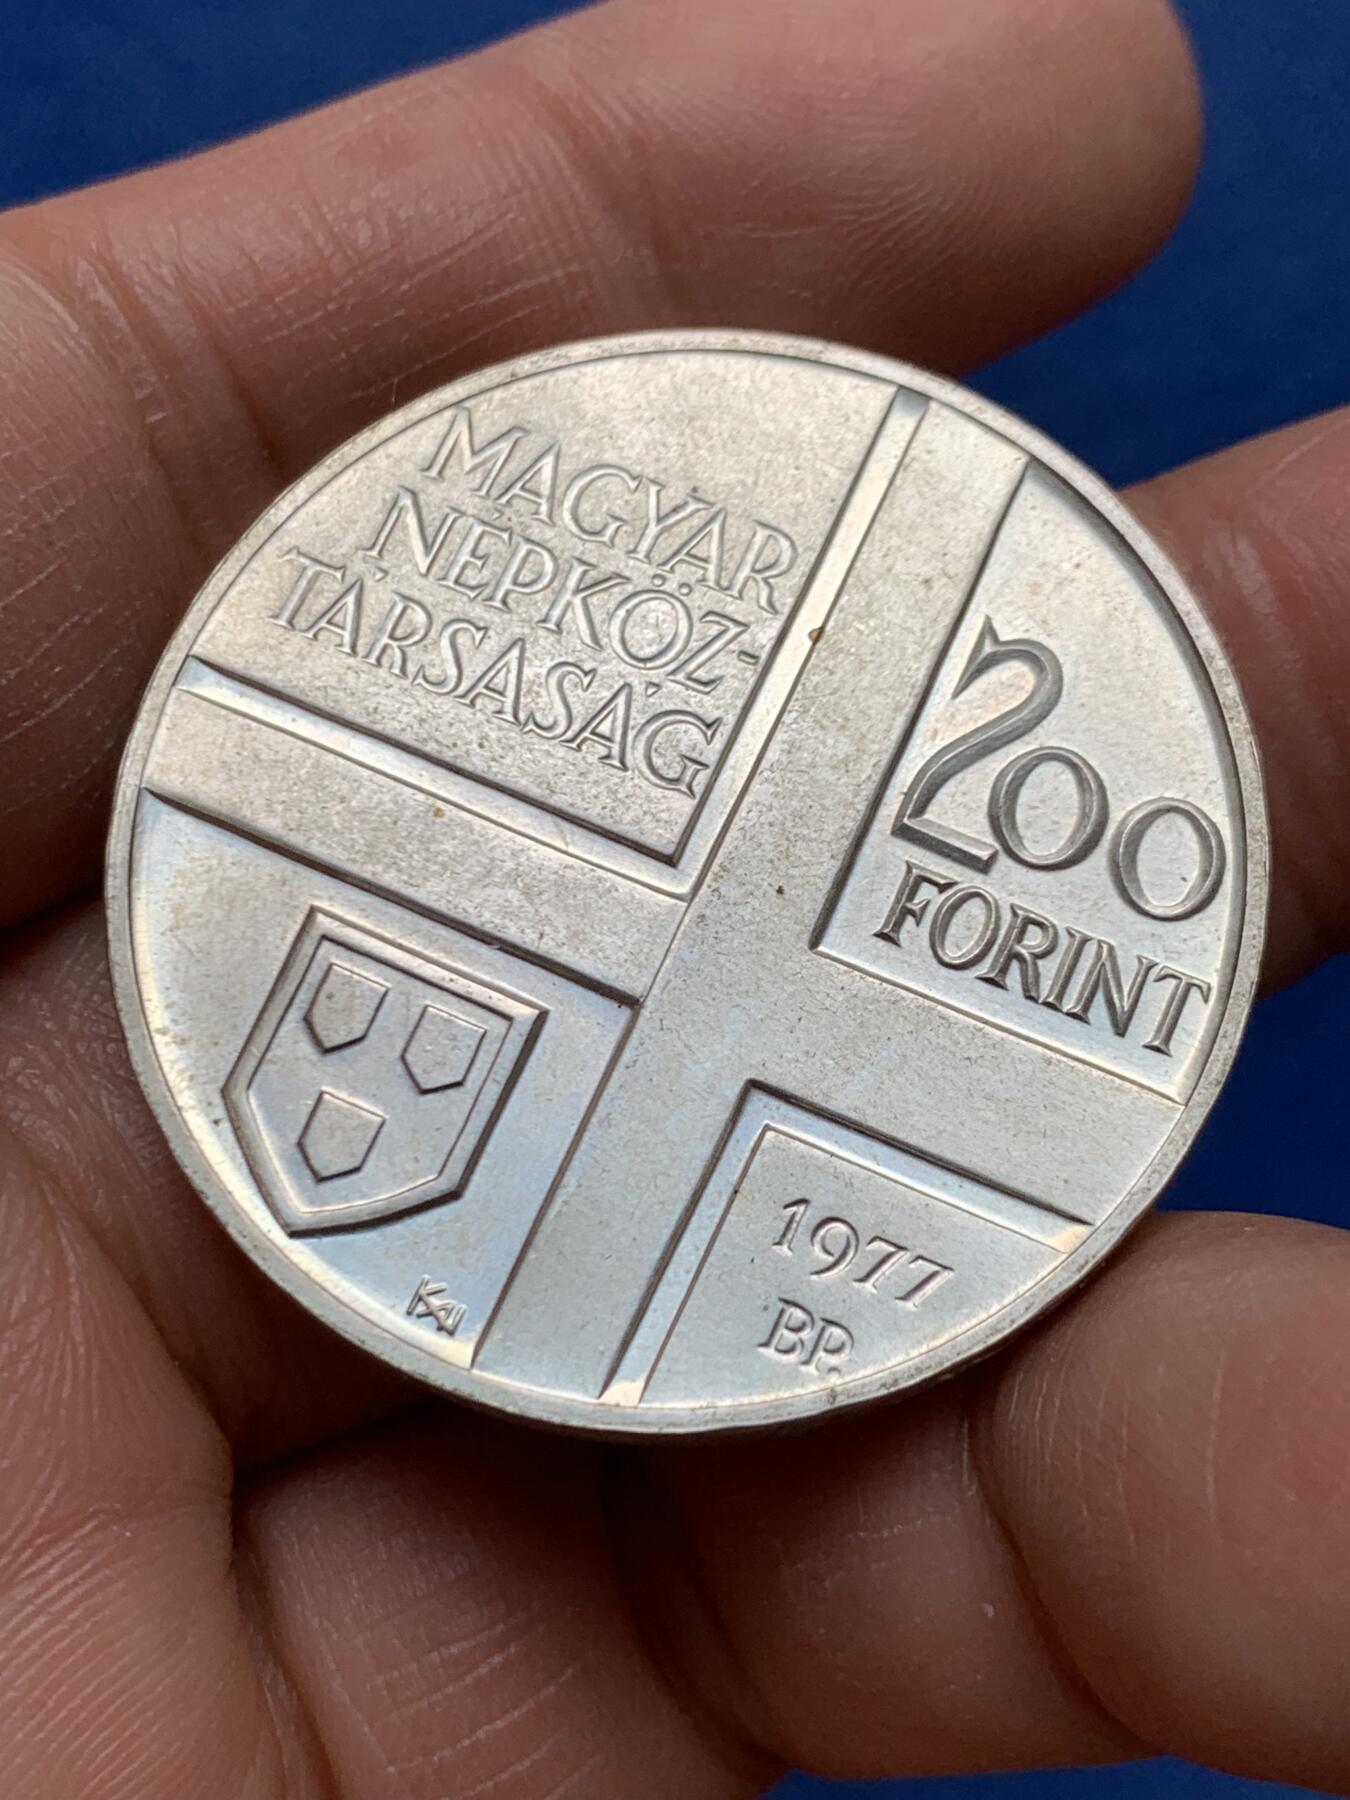 MAGYAR
NÉPKÖZ-
TÁRSASÁG
200
FORINT
1977
BP.